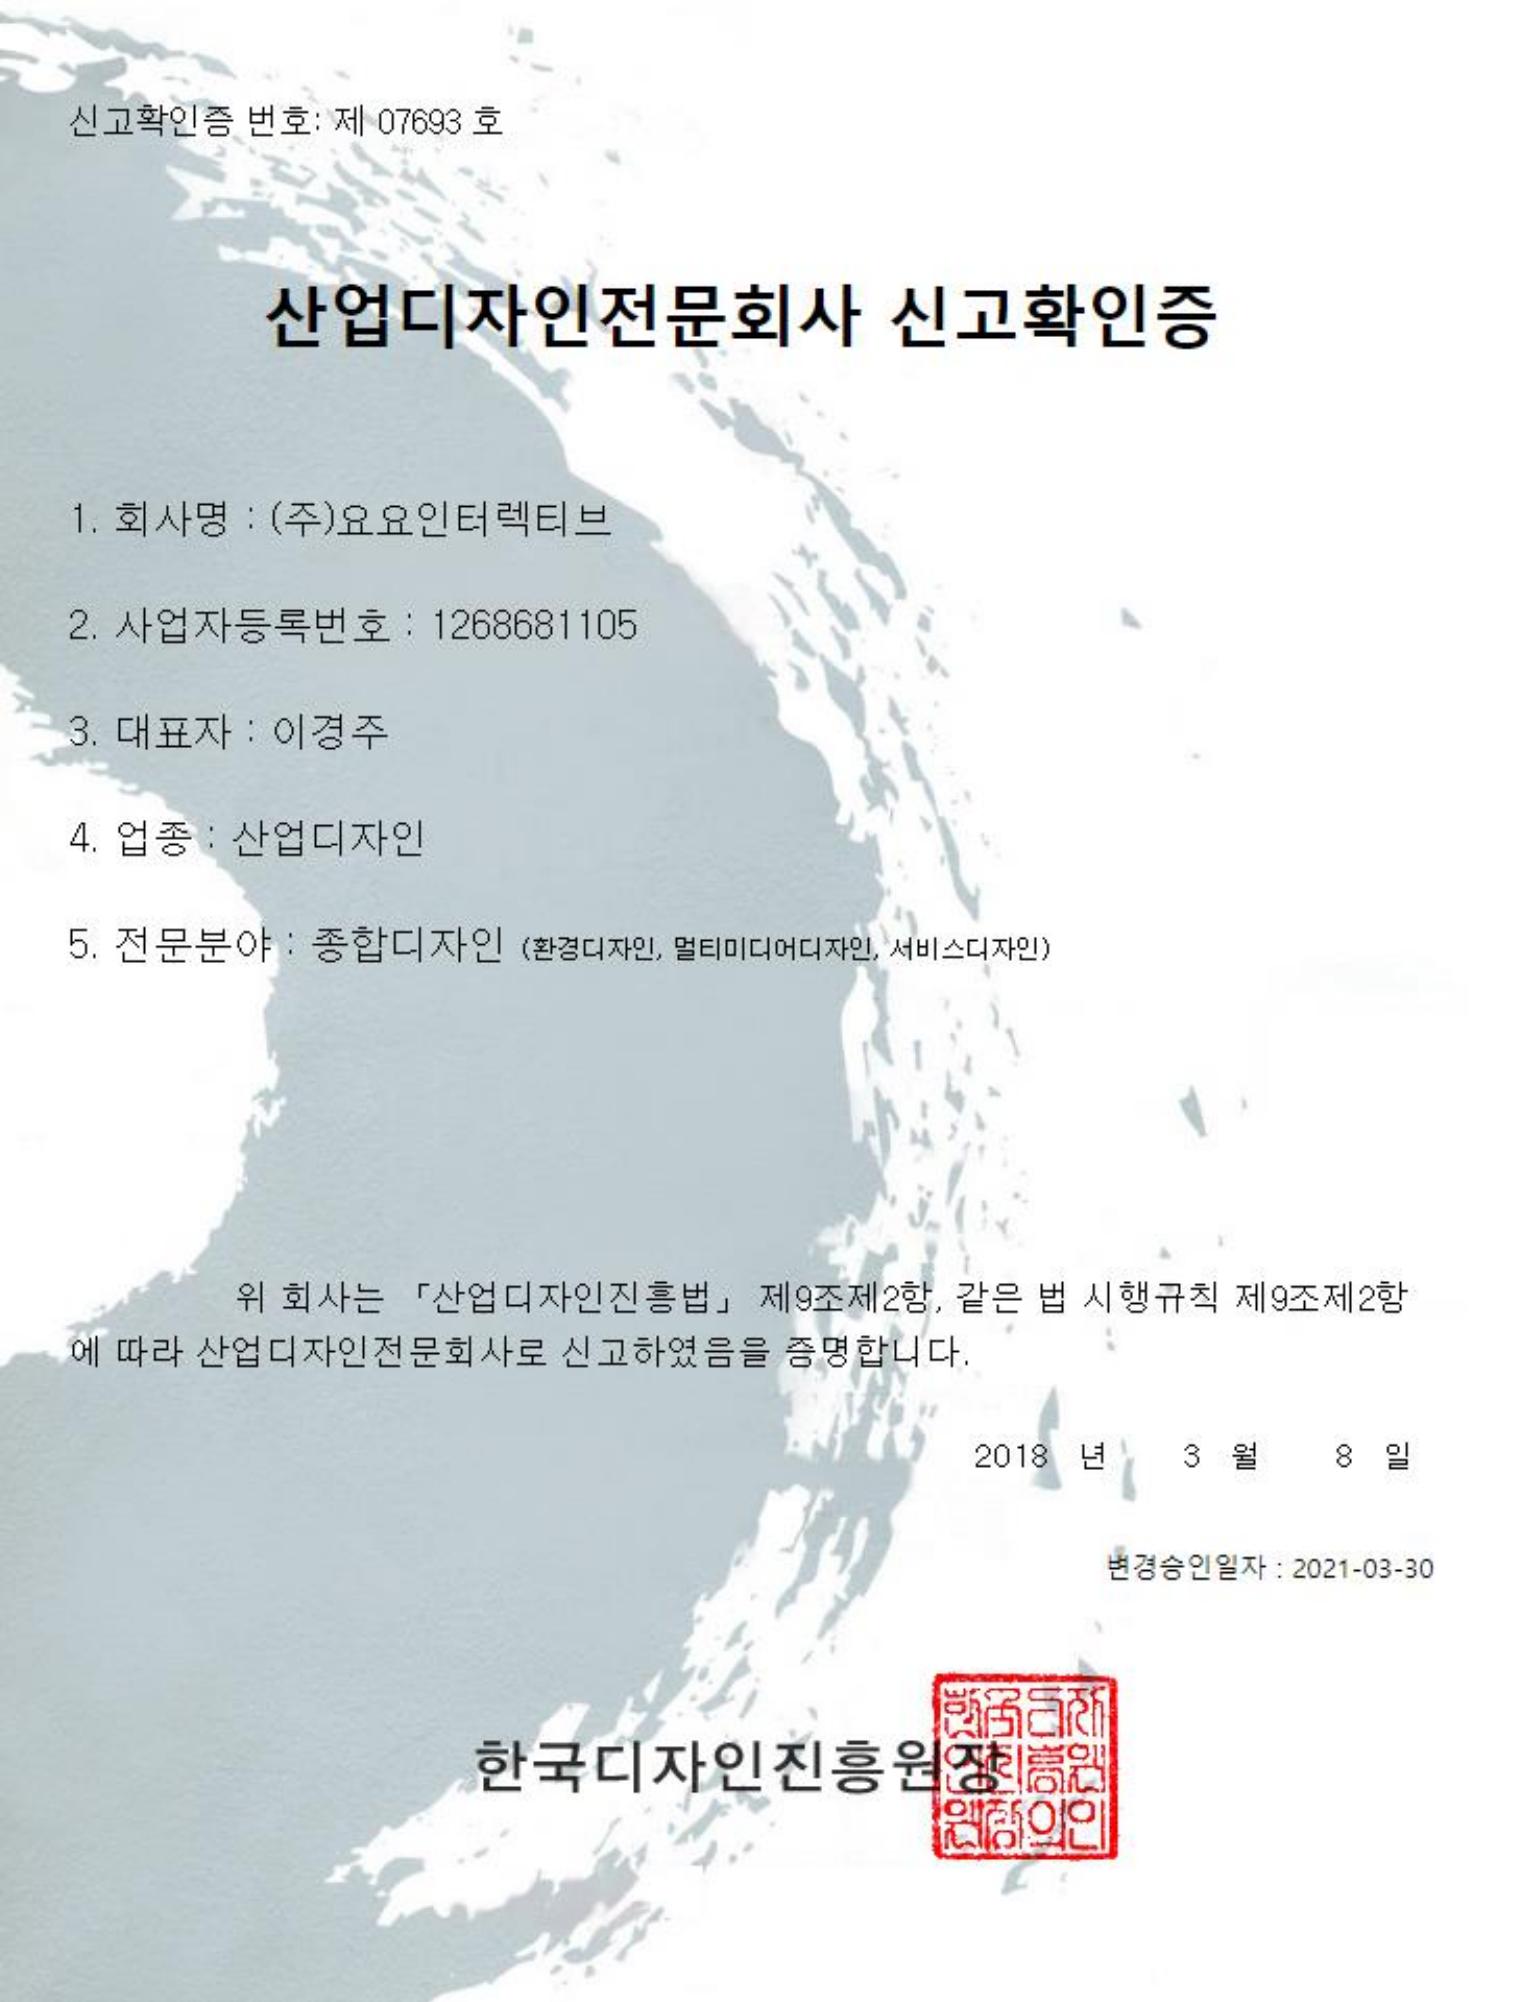 신고확인증 번호: 제 07693 호
산업디자인전문회사 신고확인증
1. 회사명 : (주)요요인터렉티브
2. 사업자등록번호 : 1268681105
3. 대표자 : 이경주
4. 업종 : 산업디자인
5. 전문분야 : 종합디자인 (환경디자인, 멀티미디어디자인, 서비스디자인)
위 회사는 「산업디자인진흥법」 제9조제2항, 같은 법 시행규칙 제9조제2항
에 따라 산업디자인전문회사로 신고하였음을 증명합니다.
2018 년 3 월 8 일
변경승인일자 : 2021-03-30
한국디자인진흥원장